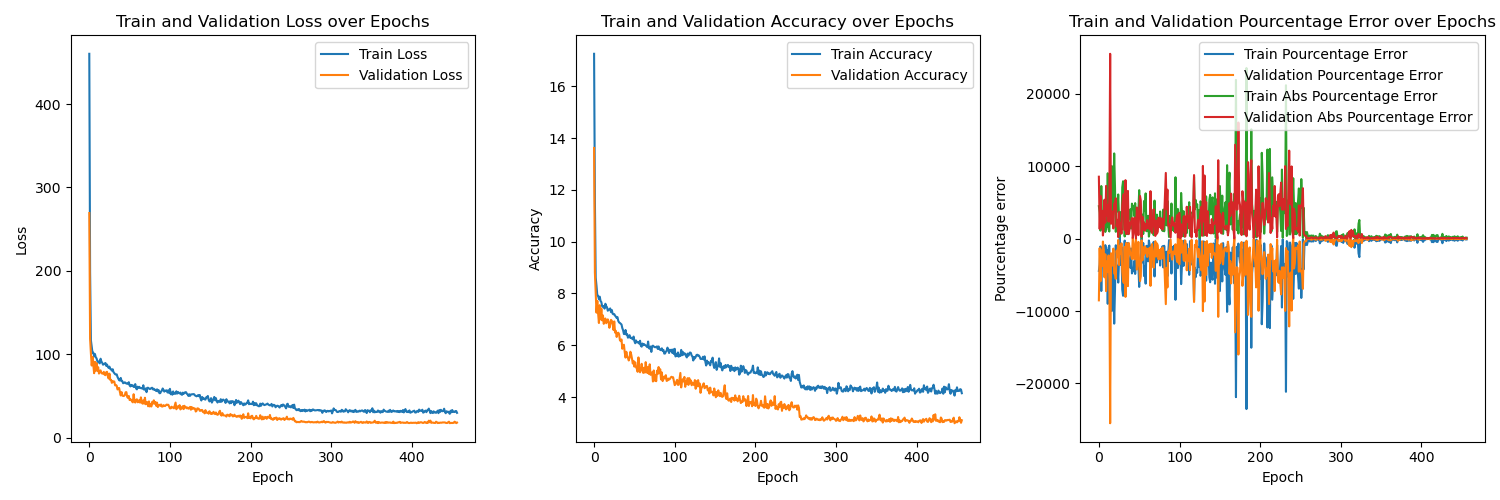 Train and Validation Loss over Epochs
Train Loss
Validation Loss
Loss
400
300
200
100
0
0 100 200 300 400
Epoch
Train and Validation Accuracy over Epochs
Train Accuracy
Validation Accuracy
Accuracy
16
14
12
10
8
6
4
0 100 200 300 400
Epoch
Train and Validation Pourcentage Error over Epochs
Train Pourcentage Error
Validation Pourcentage Error
Train Abs Pourcentage Error
Validation Abs Pourcentage Error
Pourcentage error
20000
10000
0
−10000
−20000
0 100 200 300 400
Epoch